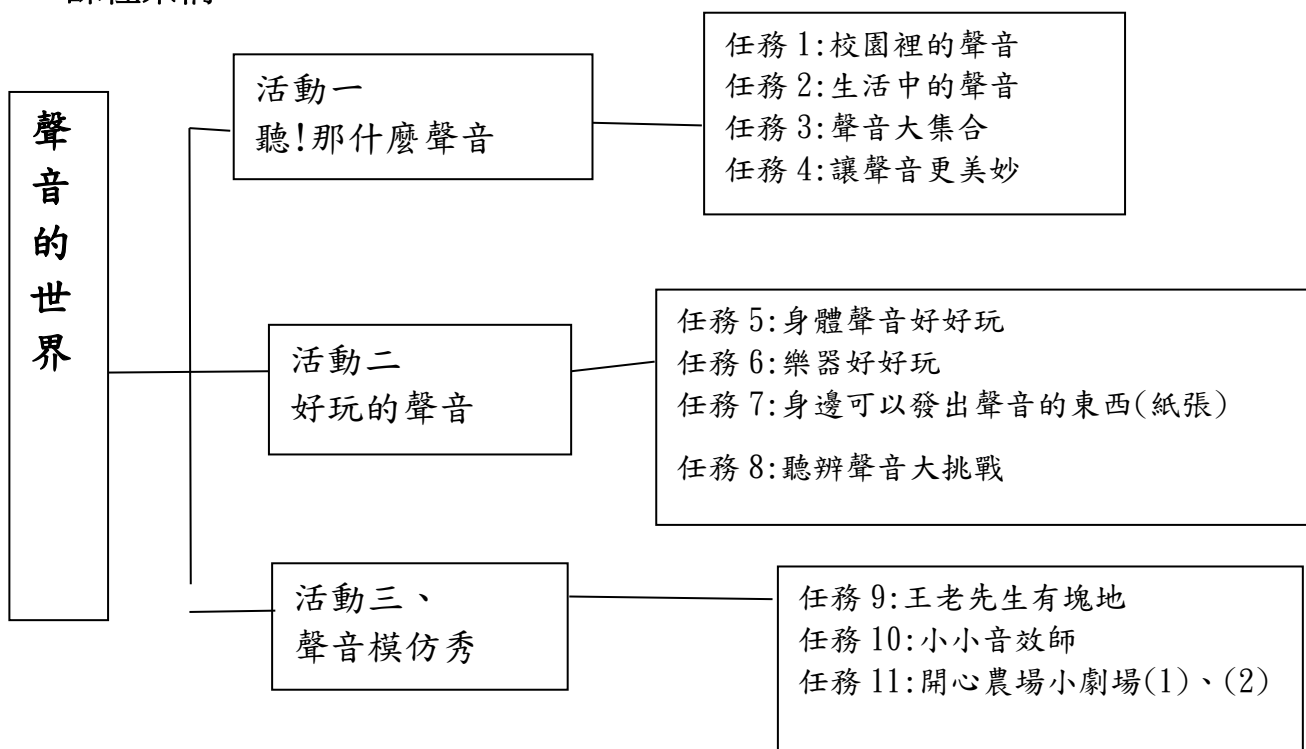 聲音的世界
活動一
聽!那什麼聲音
任務 1:校園裡的聲音
任務 2:生活中的聲音
任務 3:聲音大集合
任務 4:讓聲音更美妙
活動二
好玩的聲音
任務 5:身體聲音好好玩
任務 6:樂器好好玩
任務 7:身邊可以發出聲音的東西(紙張)
任務 8:聽辨聲音大挑戰
活動三、
聲音模仿秀
任務 9:王老先生有塊地
任務 10:小小音效師
任務 11:開心農場小劇場(1)、(2)